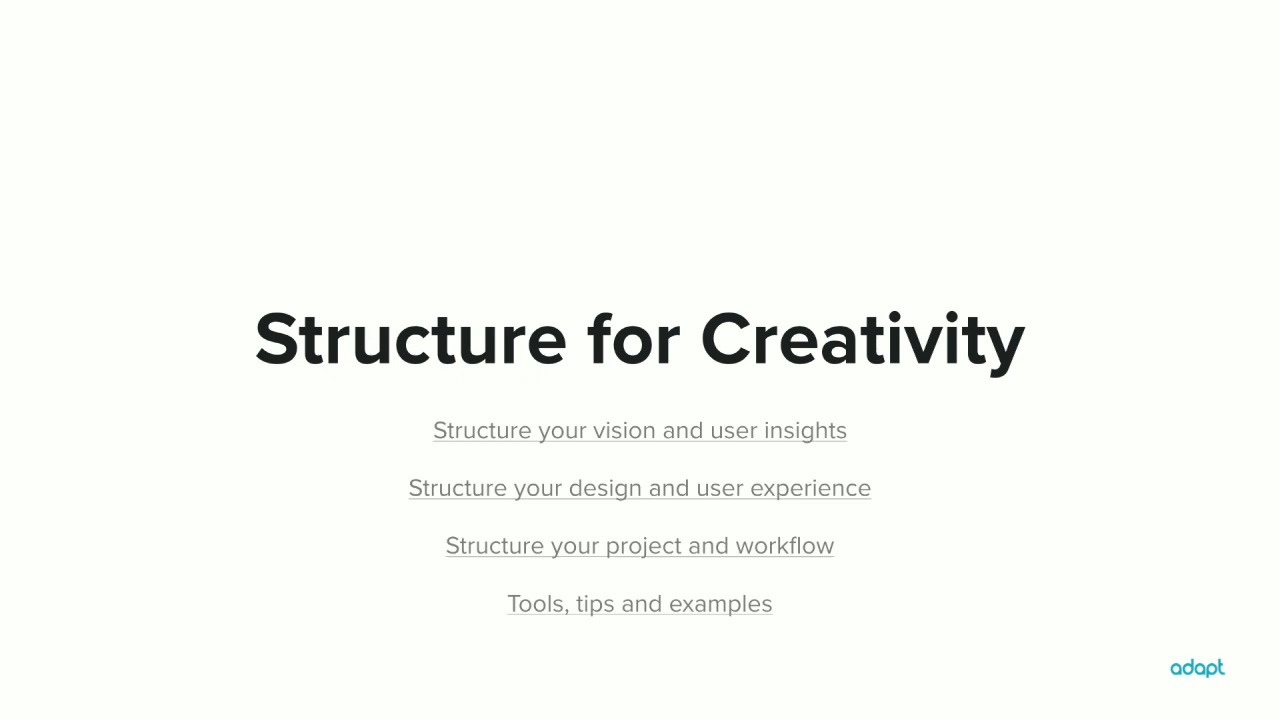 Structure for Creativity
Structure your vision and user insights
Structure your design and user experience
Structure your project and workflow
Tools, tips and examples
adapt